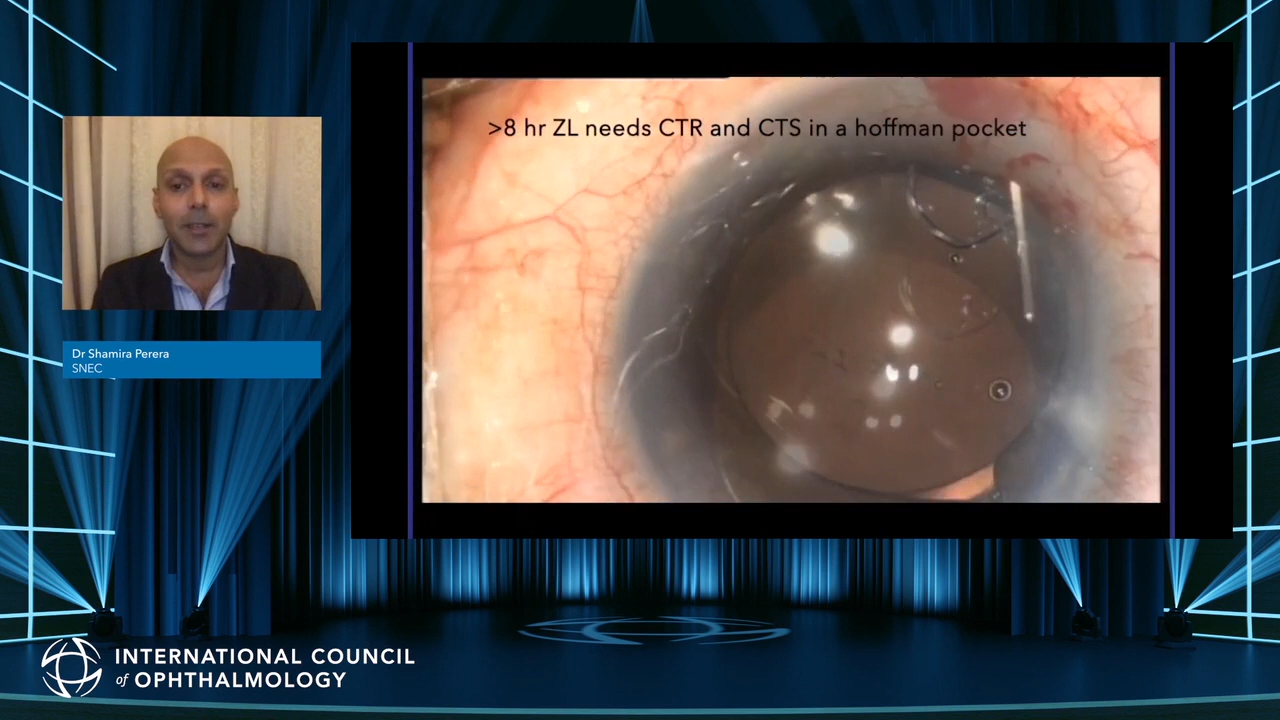 >8 hr ZL needs CTR and CTS in a hoffman pocket
Dr Shamira Perera
SNEC
INTERNATIONAL COUNCIL
of OPHTHALMOLOGY